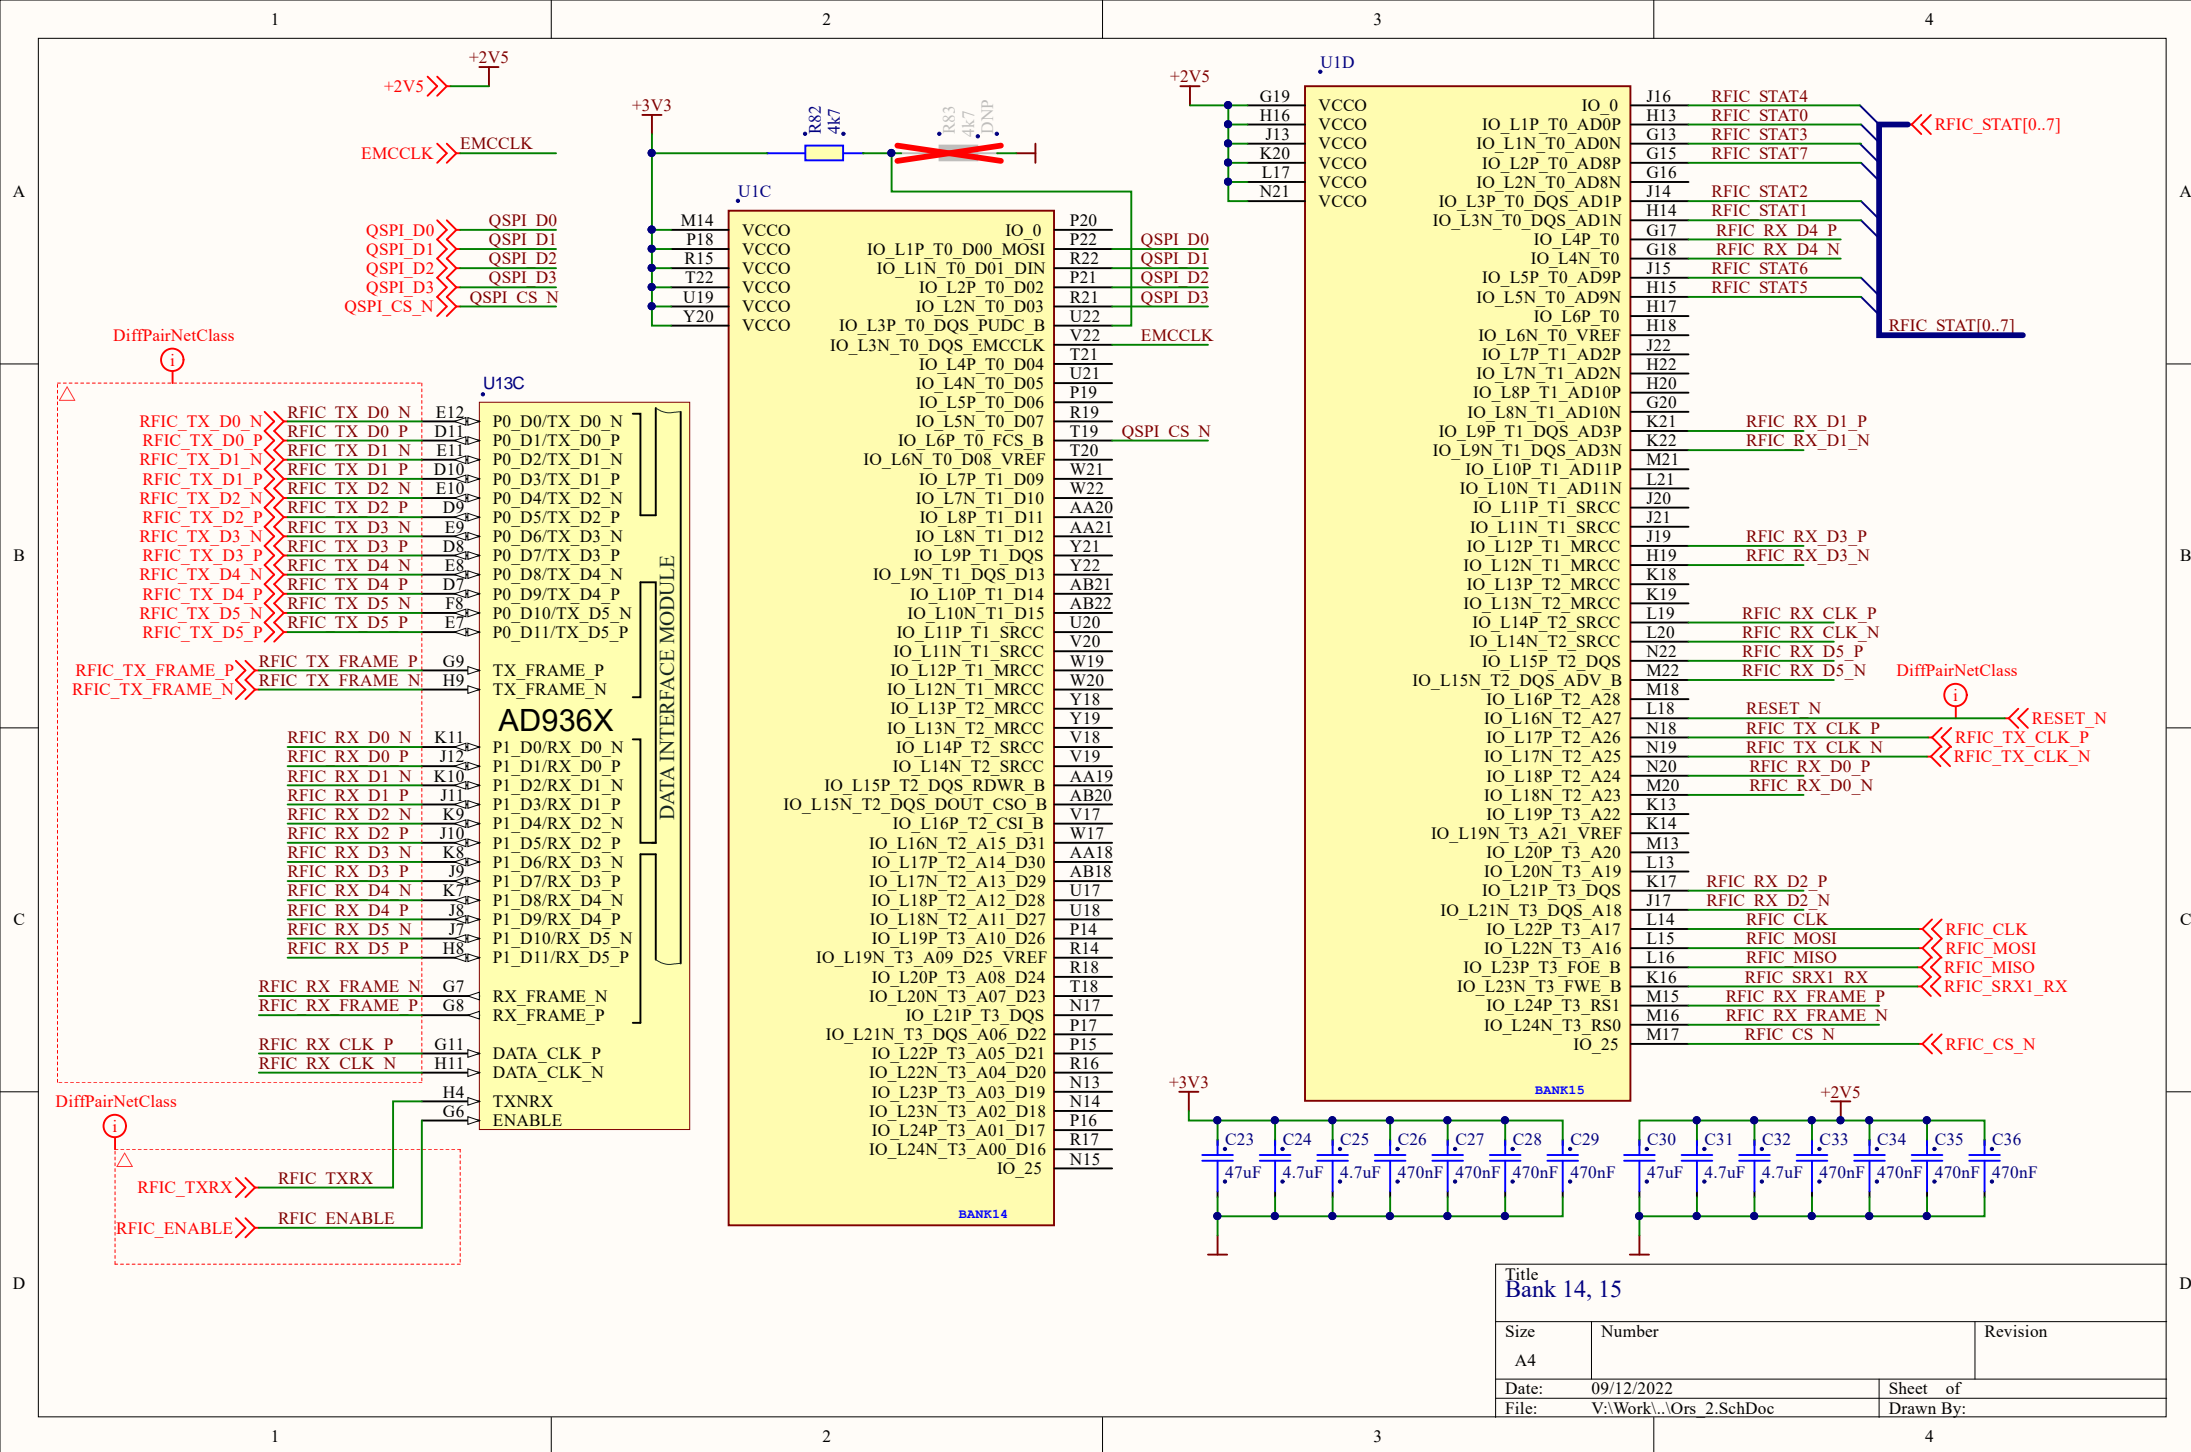 1 2 3 4
A A
B B
C C
D D
1 2 3 4
+2V5
+2V5
EMCCLK EMCCLK
QSPI_D0 QSPI_D0
QSPI_D1 QSPI_D1
QSPI_D2 QSPI_D2
QSPI_D3 QSPI_D3
QSPI_CS_N QSPI_CS_N
+3V3
R82
4k7
R83
4k7
DNP
DiffPairNetClass
i
U13C
RFIC_TX_D0_N RFIC_TX_D0_N E12 P0_D0/TX_D0_N
RFIC_TX_D0_P RFIC_TX_D0_P D11 P0_D1/TX_D0_P
RFIC_TX_D1_N RFIC_TX_D1_N E11 P0_D2/TX_D1_N
RFIC_TX_D1_P RFIC_TX_D1_P D10 P0_D3/TX_D1_P
RFIC_TX_D2_N RFIC_TX_D2_N E10 P0_D4/TX_D2_N
RFIC_TX_D2_P RFIC_TX_D2_P D9 P0_D5/TX_D2_P
RFIC_TX_D3_N RFIC_TX_D3_N E9 P0_D6/TX_D3_N
RFIC_TX_D3_P RFIC_TX_D3_P D8 P0_D7/TX_D3_P
RFIC_TX_D4_N RFIC_TX_D4_N E8 P0_D8/TX_D4_N
RFIC_TX_D4_P RFIC_TX_D4_P D7 P0_D9/TX_D4_P
RFIC_TX_D5_N RFIC_TX_D5_N F8 P0_D10/TX_D5_N
RFIC_TX_D5_P RFIC_TX_D5_P E7 P0_D11/TX_D5_P
RFIC_TX_FRAME_P RFIC_TX_FRAME_P G9 TX_FRAME_P
RFIC_TX_FRAME_N RFIC_TX_FRAME_N H9 TX_FRAME_N
AD936X
DATA INTERFACE MODULE
RFIC_RX_D0_N K11 P1_D0/RX_D0_N
RFIC_RX_D0_P J12 P1_D1/RX_D0_P
RFIC_RX_D1_N K10 P1_D2/RX_D1_N
RFIC_RX_D1_P J11 P1_D3/RX_D1_P
RFIC_RX_D2_N K9 P1_D4/RX_D2_N
RFIC_RX_D2_P J10 P1_D5/RX_D2_P
RFIC_RX_D3_N K8 P1_D6/RX_D3_N
RFIC_RX_D3_P J9 P1_D7/RX_D3_P
RFIC_RX_D4_N K7 P1_D8/RX_D4_N
RFIC_RX_D4_P J8 P1_D9/RX_D4_P
RFIC_RX_D5_N J7 P1_D10/RX_D5_N
RFIC_RX_D5_P H8 P1_D11/RX_D5_P
RFIC_RX_FRAME_N G7 RX_FRAME_N
RFIC_RX_FRAME_P G8 RX_FRAME_P
RFIC_RX_CLK_P G11 DATA_CLK_P
RFIC_RX_CLK_N H11 DATA_CLK_N
H4 TXNRX
G6 ENABLE
DiffPairNetClass
i
RFIC_TXRX RFIC_TXRX
RFIC_ENABLE RFIC_ENABLE
U1C
M14 VCCO IO_0 P20
P18 VCCO IO_L1P_T0_D00_MOSI P22 QSPI_D0
R15 VCCO IO_L1N_T0_D01_DIN R22 QSPI_D1
T22 VCCO IO_L2P_T0_D02 P21 QSPI_D2
U19 VCCO IO_L2N_T0_D03 R21 QSPI_D3
Y20 VCCO IO_L3P_T0_DQS_PUDC_B U22
IO_L3N_T0_DQS_EMCCLK V22 EMCCLK
IO_L4P_T0_D04 T21
IO_L4N_T0_D05 U21
IO_L5P_T0_D06 P19
IO_L5N_T0_D07 R19
IO_L6P_T0_FCS_B T19 QSPI_CS_N
IO_L6N_T0_D08_VREF T20
IO_L7P_T1_D09 W21
IO_L7N_T1_D10 W22
IO_L8P_T1_D11 AA20
IO_L8N_T1_D12 AA21
IO_L9P_T1_DQS Y21
IO_L9N_T1_DQS_D13 Y22
IO_L10P_T1_D14 AB21
IO_L10N_T1_D15 AB22
IO_L11P_T1_SRCC U20
IO_L11N_T1_SRCC V20
IO_L12P_T1_MRCC W19
IO_L12N_T1_MRCC W20
IO_L13P_T2_MRCC Y18
IO_L13N_T2_MRCC Y19
IO_L14P_T2_SRCC V18
IO_L14N_T2_SRCC V19
IO_L15P_T2_DQS_RDWR_B AA19
IO_L15N_T2_DQS_DOUT_CSO_B AB20
IO_L16P_T2_CSI_B V17
IO_L16N_T2_A15_D31 W17
IO_L17P_T2_A14_D30 AA18
IO_L17N_T2_A13_D29 AB18
IO_L18P_T2_A12_D28 U17
IO_L18N_T2_A11_D27 U18
IO_L19P_T3_A10_D26 P14
IO_L19N_T3_A09_D25_VREF R14
IO_L20P_T3_A08_D24 R18
IO_L20N_T3_A07_D23 T18
IO_L21P_T3_DQS N17
IO_L21N_T3_DQS_A06_D22 P17
IO_L22P_T3_A05_D21 P15
IO_L22N_T3_A04_D20 R16
IO_L23P_T3_A03_D19 N13
IO_L23N_T3_A02_D18 N14
IO_L24P_T3_A01_D17 P16
IO_L24N_T3_A00_D16 R17
IO_25 N15
BANK14
+2V5
U1D
G19 VCCO IO_0 J16 RFIC_STAT4
H16 VCCO IO_L1P_T0_AD0P H13 RFIC_STAT0 RFIC_STAT[0..7]
J13 VCCO IO_L1N_T0_AD0N G13 RFIC_STAT3
K20 VCCO IO_L2P_T0_AD8P G15 RFIC_STAT7
L17 VCCO IO_L2N_T0_AD8N G16
N21 VCCO IO_L3P_T0_DQS_AD1P J14 RFIC_STAT2
IO_L3N_T0_DQS_AD1N H14 RFIC_STAT1
IO_L4P_T0 G17 RFIC_RX_D4_P
IO_L4N_T0 G18 RFIC_RX_D4_N
IO_L5P_T0_AD9P J15 RFIC_STAT6
IO_L5N_T0_AD9N H15 RFIC_STAT5
IO_L6P_T0 H17
IO_L6N_T0_VREF H18 RFIC_STAT[0..7]
IO_L7P_T1_AD2P J22
IO_L7N_T1_AD2N H22
IO_L8P_T1_AD10P H20
IO_L8N_T1_AD10N G20
IO_L9P_T1_DQS_AD3P K21 RFIC_RX_D1_P
IO_L9N_T1_DQS_AD3N K22 RFIC_RX_D1_N
IO_L10P_T1_AD11P M21
IO_L10N_T1_AD11N L21
IO_L11P_T1_SRCC J20
IO_L11N_T1_SRCC J21
IO_L12P_T1_MRCC J19 RFIC_RX_D3_P
IO_L12N_T1_MRCC H19 RFIC_RX_D3_N
IO_L13P_T2_MRCC K18
IO_L13N_T2_MRCC K19
IO_L14P_T2_SRCC L19 RFIC_RX_CLK_P
IO_L14N_T2_SRCC L20 RFIC_RX_CLK_N
IO_L15P_T2_DQS N22 RFIC_RX_D5_P
IO_L15N_T2_DQS_ADV_B M22 RFIC_RX_D5_N
DiffPairNetClass
i
IO_L16P_T2_A28 M18
IO_L16N_T2_A27 L18 RESET_N RESET_N
IO_L17P_T2_A26 N18 RFIC_TX_CLK_P RFIC_TX_CLK_P
IO_L17N_T2_A25 N19 RFIC_TX_CLK_N RFIC_TX_CLK_N
IO_L18P_T2_A24 N20 RFIC_RX_D0_P
IO_L18N_T2_A23 M20 RFIC_RX_D0_N
IO_L19P_T3_A22 K13
IO_L19N_T3_A21_VREF K14
IO_L20P_T3_A20 M13
IO_L20N_T3_A19 L13
IO_L21P_T3_DQS K17 RFIC_RX_D2_P
IO_L21N_T3_DQS_A18 J17 RFIC_RX_D2_N
IO_L22P_T3_A17 L14 RFIC_CLK RFIC_CLK
IO_L22N_T3_A16 L15 RFIC_MOSI RFIC_MOSI
IO_L23P_T3_FOE_B L16 RFIC_MISO RFIC_MISO
IO_L23N_T3_FWE_B K16 RFIC_SRX1_RX RFIC_SRX1_RX
IO_L24P_T3_RS1 M15 RFIC_RX_FRAME_P
IO_L24N_T3_RS0 M16 RFIC_RX_FRAME_N
IO_25 M17 RFIC_CS_N RFIC_CS_N
BANK15
+3V3 +2V5
C23 C24 C25 C26 C27 C28 C29 C30 C31 C32 C33 C34 C35 C36
47uF 4.7uF 4.7uF 470nF 470nF 470nF 470nF 47uF 4.7uF 4.7uF 470nF 470nF 470nF 470nF
Title
Bank 14, 15
Size Number Revision
A4
Date: 09/12/2022 Sheet of
File: V:\Work\..\Ors_2.SchDoc Drawn By: